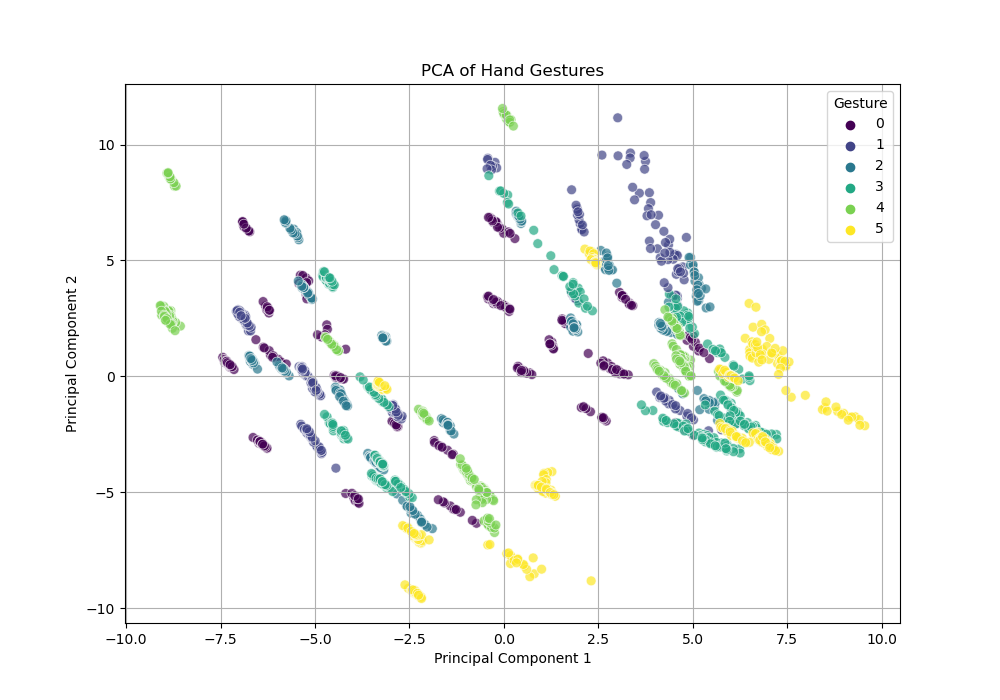 PCA of Hand Gestures
Gesture
0
1
2
3
4
5
Principal Component 2
10
5
0
−5
−10
−10.0 −7.5 −5.0 −2.5 0.0 2.5 5.0 7.5 10.0
Principal Component 1